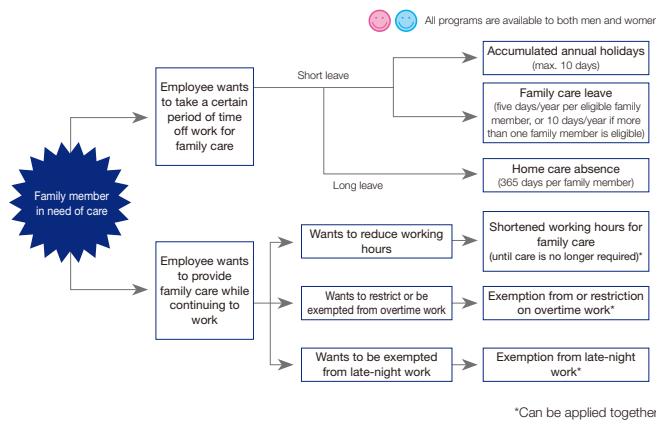 All programs are available to both men and women
Family member
in need of care
Employee wants
to take a certain
period of time
off work for
family care
Short leave
Long leave
Accumulated annual holidays
(max. 10 days)
Family care leave
(five days/year per eligible family
member, or 10 days/year if more
than one family member is eligible)
Home care absence
(365 days per family member)
Employee wants
to provide
family care while
continuing to
work
Wants to reduce working
hours
Shortened working hours for
family care
(until care is no longer required)*
Wants to restrict or be
exempted from overtime work
Exemption from or restriction
on overtime work*
Wants to be exempted
from late-night work
Exemption from late-night
work*
*Can be applied together